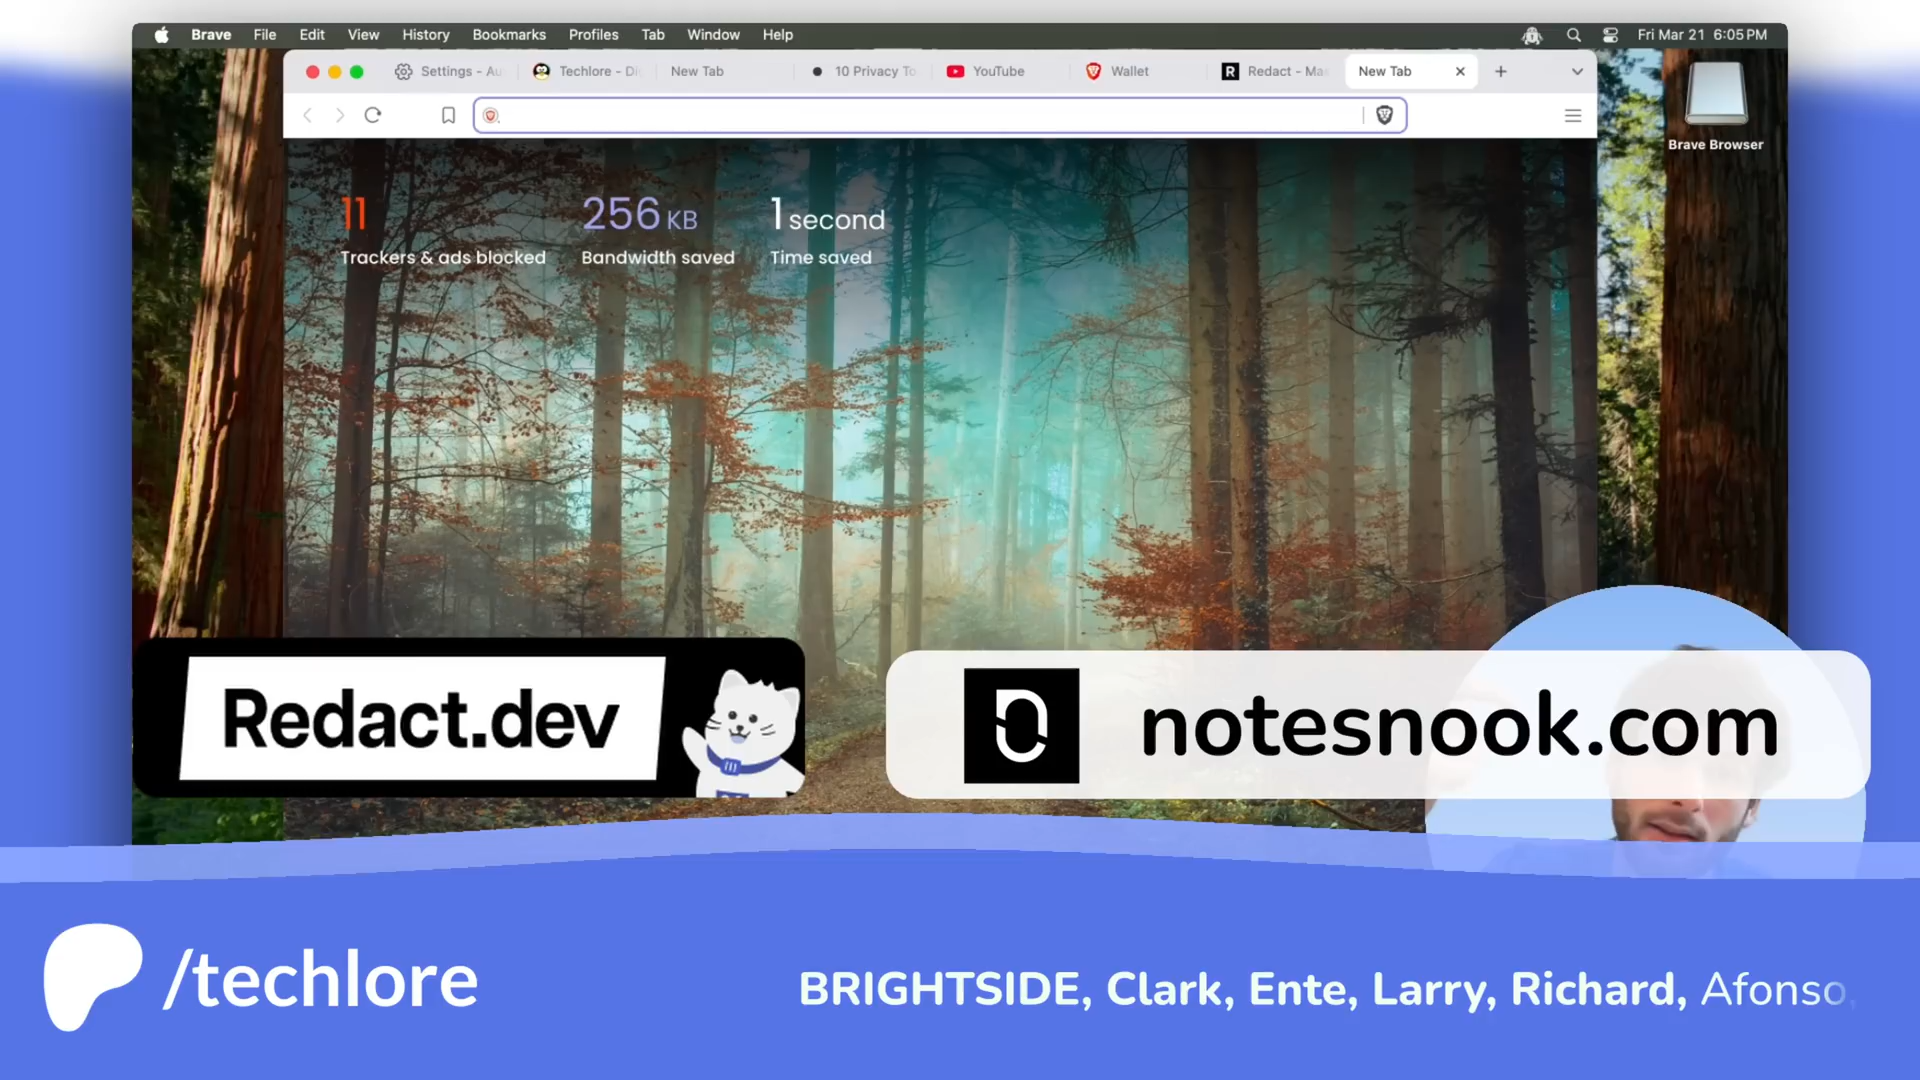 Brave File Edit View History Bookmarks Profiles Tab Window Help Fri Mar 21 6:05 PM
Settings - Au Techlore - Di New Tab 10 Privacy To YouTube Wallet Redact - Mas New Tab
Brave Browser
11 256 KB 1 second
Trackers & ads blocked Bandwidth saved Time saved
Redact.dev
notesnook.com
/techlore
BRIGHTSIDE, Clark, Ente, Larry, Richard, Afonso,